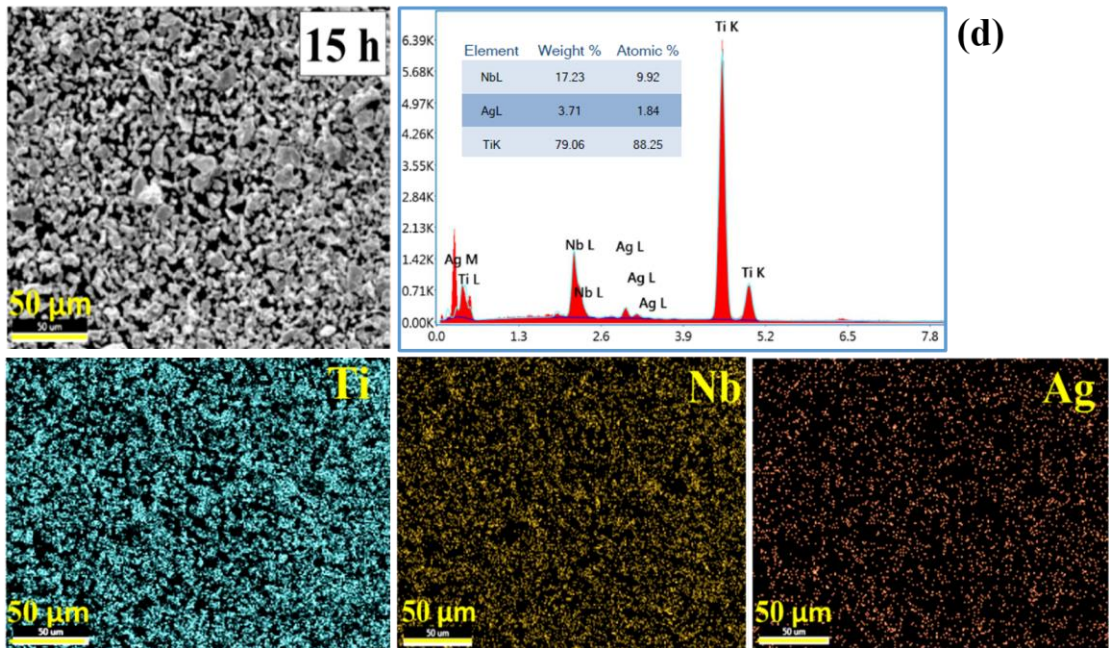 15 h
50 μm
50 um
(d)
Element Weight % Atomic %
NbL 17.23 9.92
AgL 3.71 1.84
TiK 79.06 88.25
6.39K
5.68K
4.97K
4.26K
3.55K
2.84K
2.13K
1.42K
0.71K
0.00K
Ag M
Ti L
Nb L
Nb L
Ag L
Ag L
Ag L
Ti K
Ti K
0.0 1.3 2.6 3.9 5.2 6.5 7.8
Ti
50 μm
50 um
Nb
50 μm
50 um
Ag
50 μm
50 um